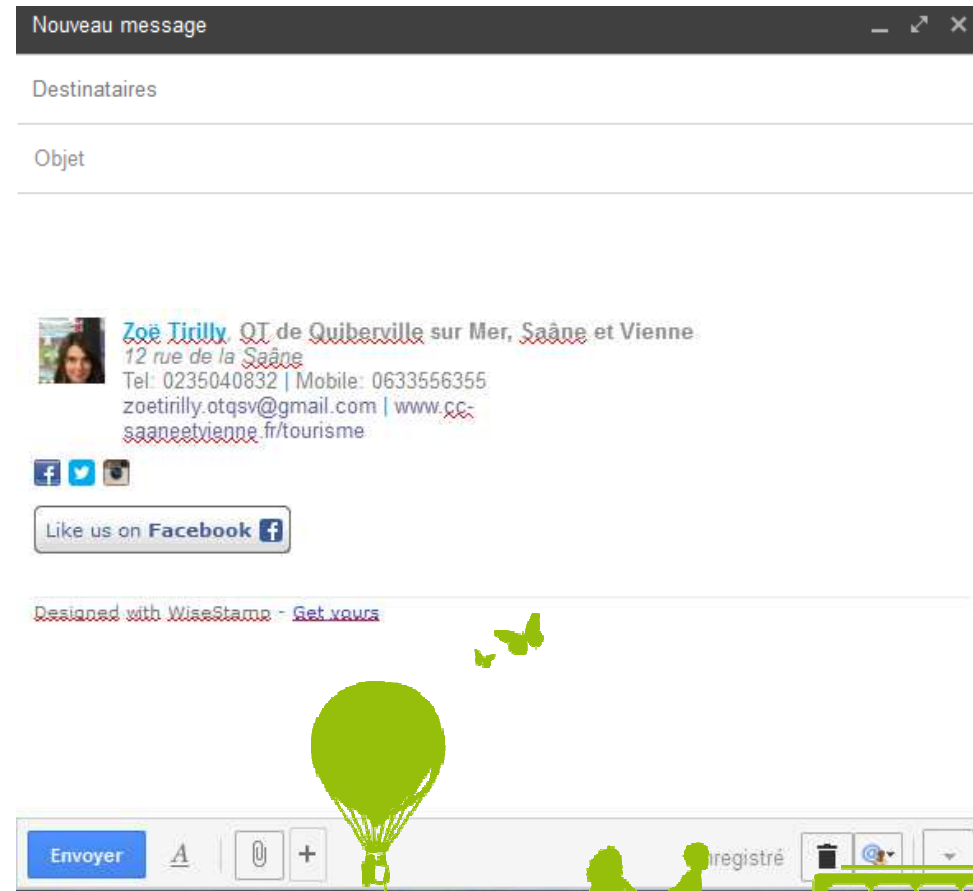 Nouveau message
Destinataires
Objet
Zoë Tirilly, OT de Quiberville sur Mer, Saâne et Vienne
12 rue de la Saâne
Tel: 0235040832 | Mobile: 0633556355
zoetirilly.otqsv@gmail.com | www.cc-
saaneetvienne.fr/tourisme
Like us on Facebook
Designed with WiseStamp - Get yours
Envoyer A + nregistré